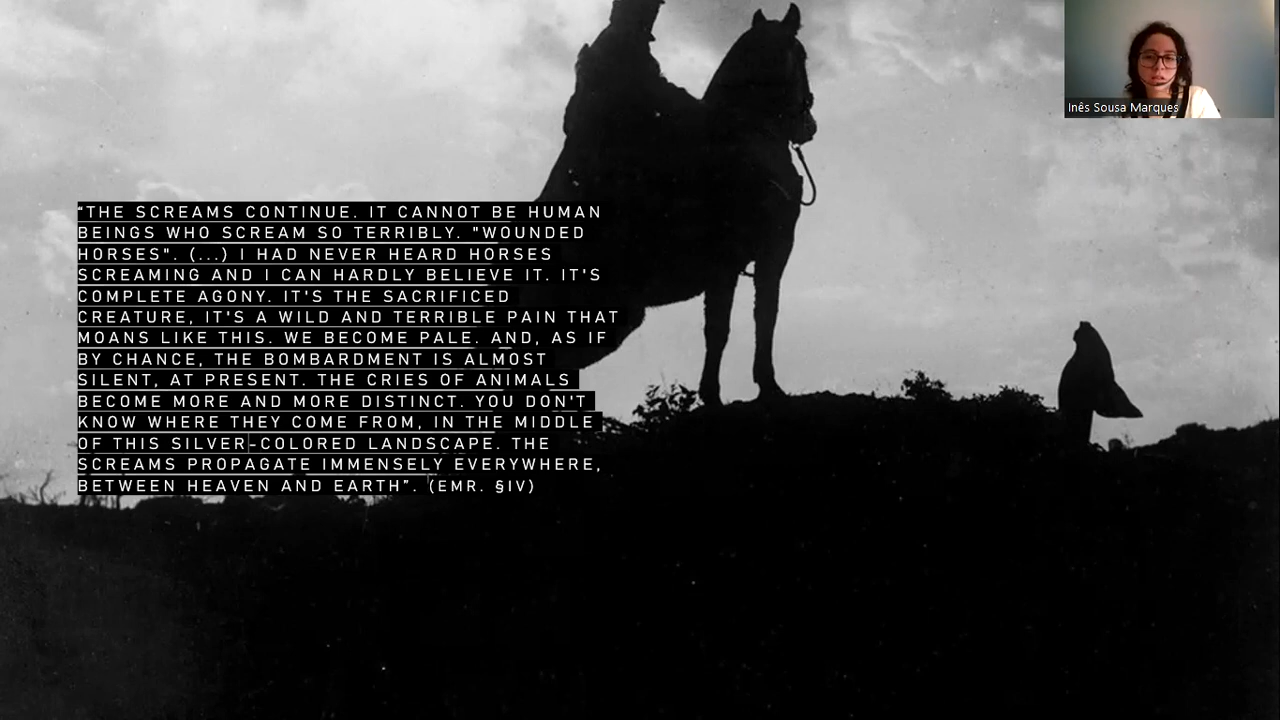 “THE SCREAMS CONTINUE. IT CANNOT BE HUMAN
BEINGS WHO SCREAM SO TERRIBLY. "WOUNDED
HORSES". (...) I HAD NEVER HEARD HORSES
SCREAMING AND I CAN HARDLY BELIEVE IT. IT'S
COMPLETE AGONY. IT'S THE SACRIFICED
CREATURE, IT'S A WILD AND TERRIBLE PAIN THAT
MOANS LIKE THIS. WE BECOME PALE. AND, AS IF
BY CHANCE, THE BOMBARDMENT IS ALMOST
SILENT, AT PRESENT. THE CRIES OF ANIMALS
BECOME MORE AND MORE DISTINCT. YOU DON'T
KNOW WHERE THEY COME FROM, IN THE MIDDLE
OF THIS SILVER-COLORED LANDSCAPE. THE
SCREAMS PROPAGATE IMMENSELY EVERYWHERE,
BETWEEN HEAVEN AND EARTH”. (EMR. §IV)
Inês Sousa Marques